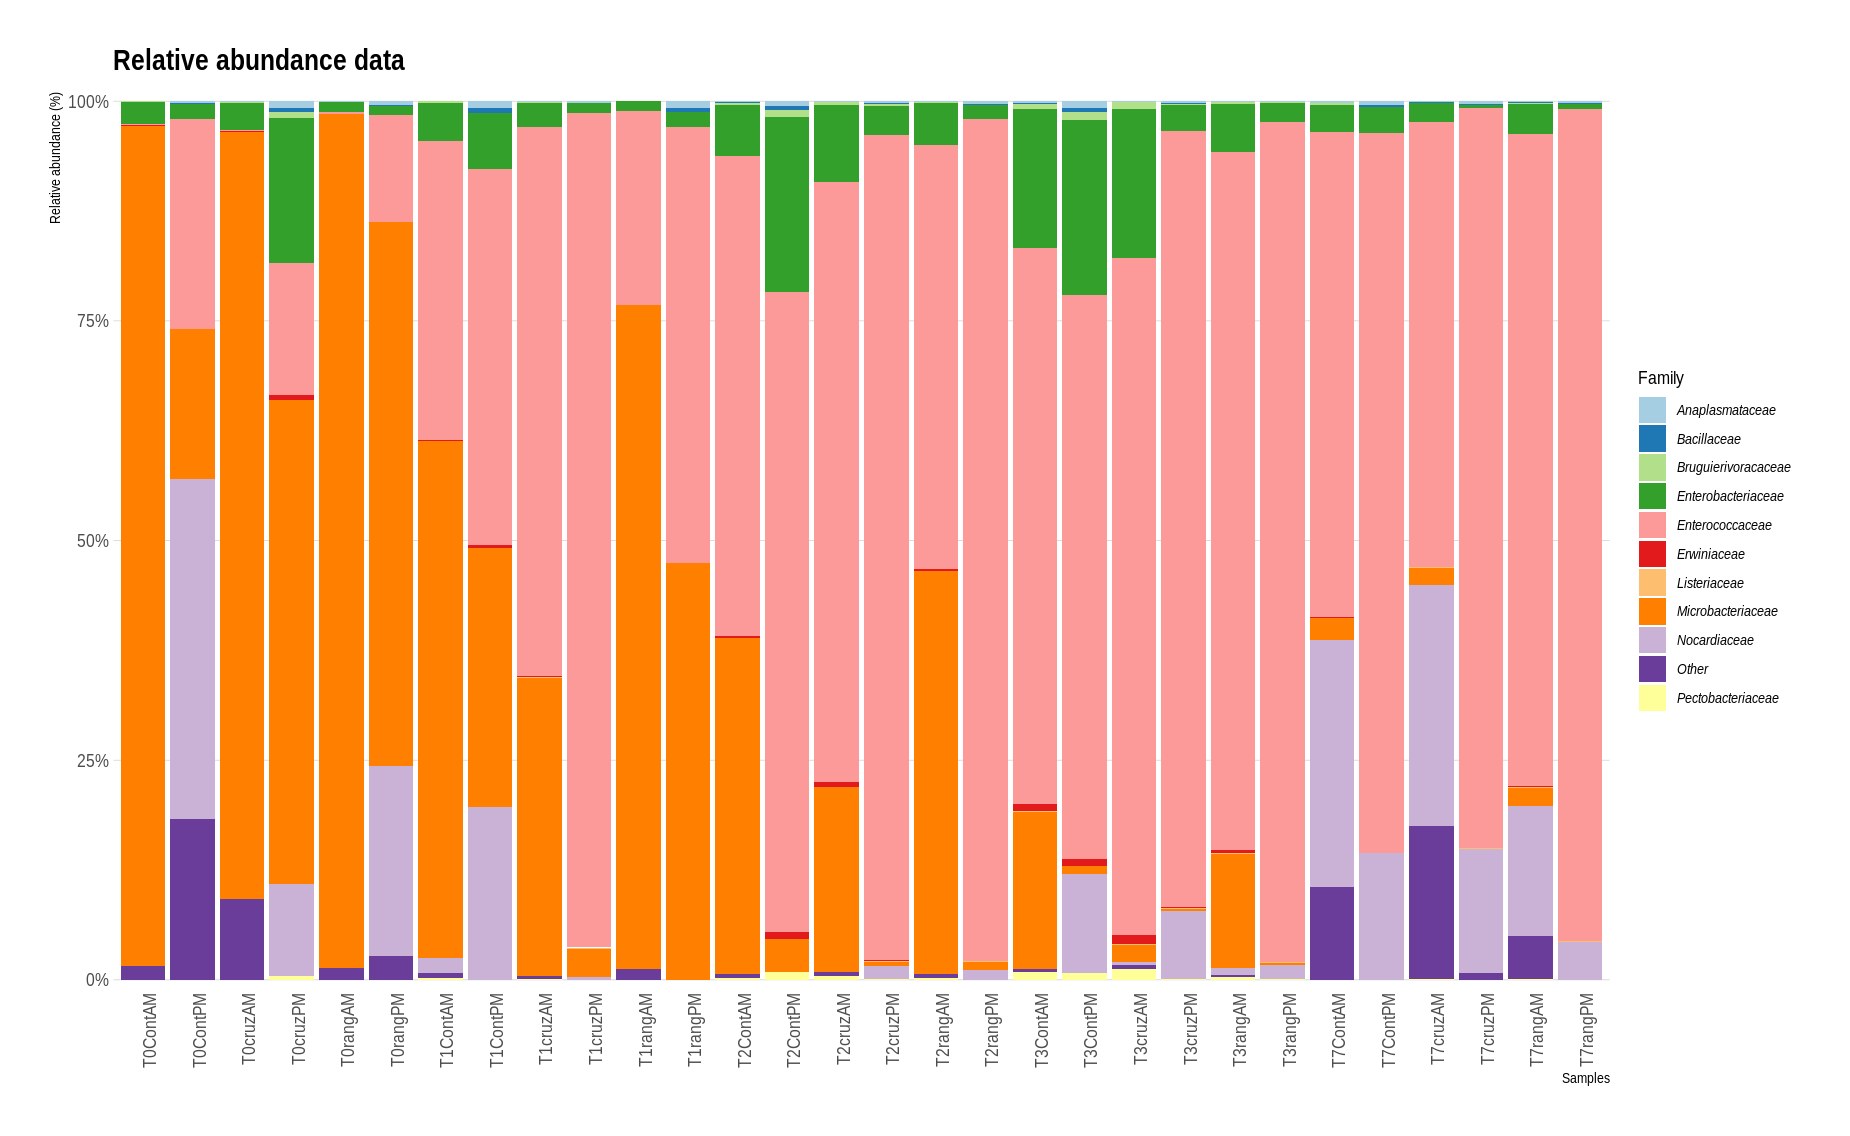 Relative abundance data
Relative abundance (%)
100%
75%
50%
25%
0%
T0ContAM
T0ContPM
T0cruzAM
T0cruzPM
T0rangAM
T0rangPM
T1ContAM
T1ContPM
T1cruzAM
T1cruzPM
T1rangAM
T1rangPM
T2ContAM
T2ContPM
T2cruzAM
T2cruzPM
T2rangAM
T2rangPM
T3ContAM
T3ContPM
T3cruzAM
T3cruzPM
T3rangAM
T3rangPM
T7ContAM
T7ContPM
T7cruzAM
T7cruzPM
T7rangAM
T7rangPM
Samples
Family
Anaplasmataceae
Bacillaceae
Bruguierivoracaceae
Enterobacteriaceae
Enterococcaceae
Erwiniaceae
Listeriaceae
Microbacteriaceae
Nocardiaceae
Other
Pectobacteriaceae